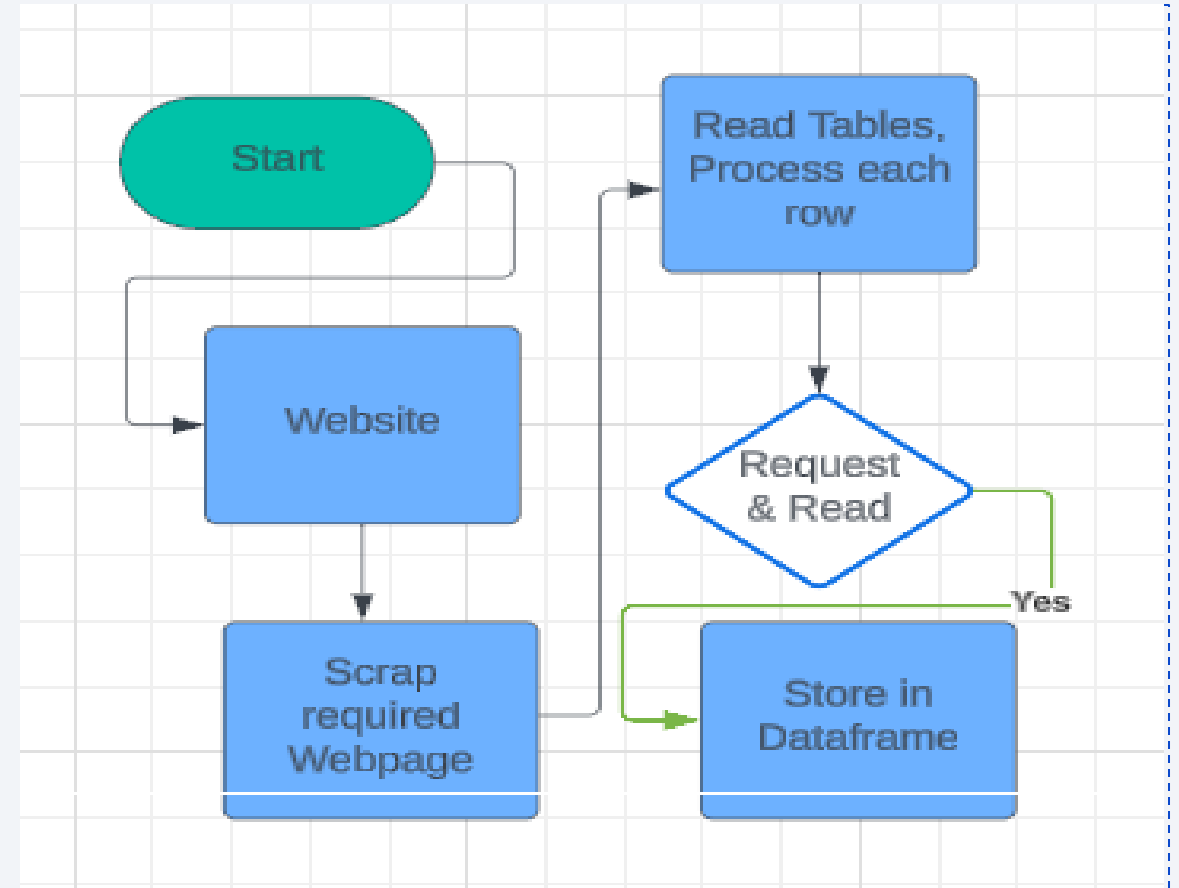 Start
Website
Scrap
required
Webpage
Read Tables,
Process each
row
Request
& Read
Yes
Store in
Dataframe